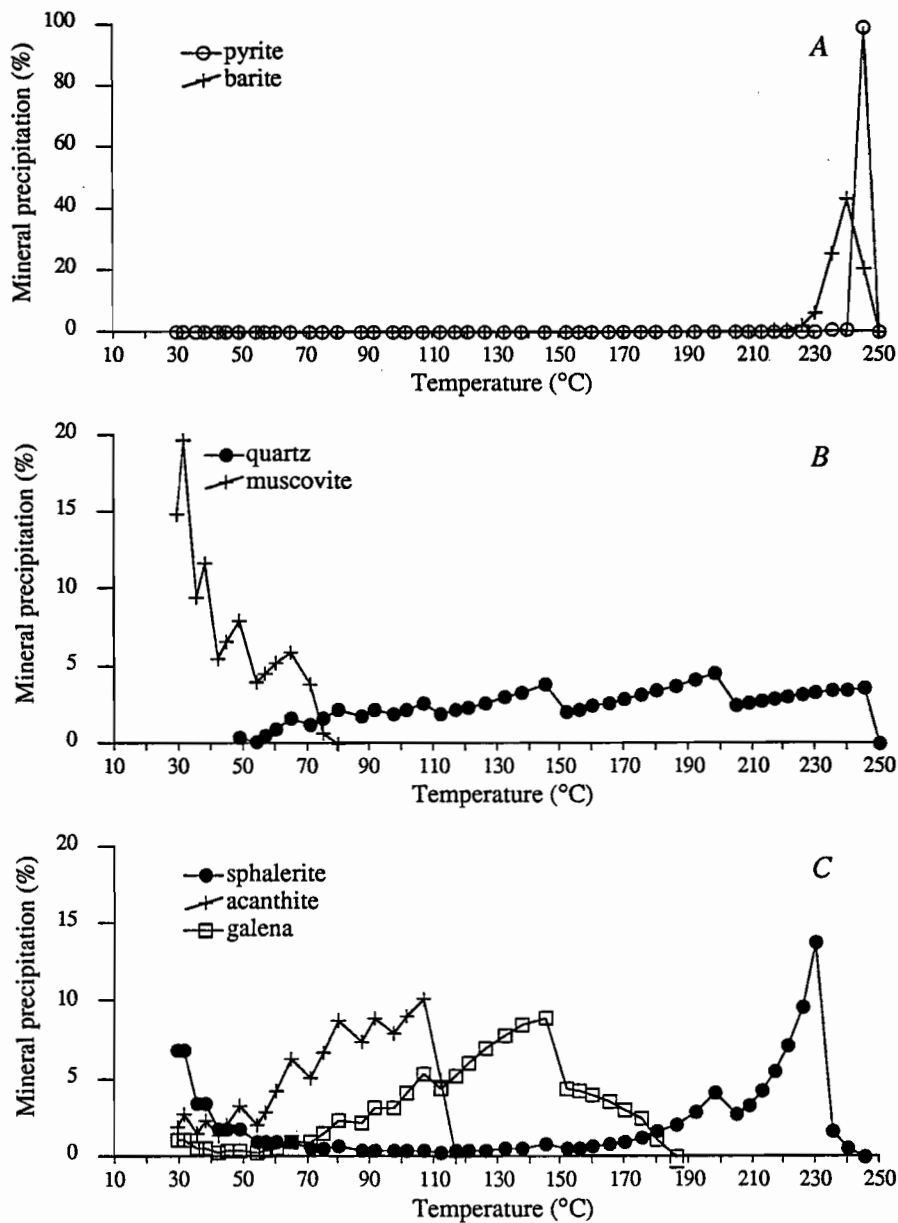 A
pyrite
barite
Mineral precipitation (%)
100
80
60
40
20
0
10 30 50 70 90 110 130 150 170 190 210 230 250
Temperature (°C)
B
quartz
muscovite
Mineral precipitation (%)
20
15
10
5
0
10 30 50 70 90 110 130 150 170 190 210 230 250
Temperature (°C)
C
sphalerite
acanthite
galena
Mineral precipitation (%)
20
15
10
5
0
10 30 50 70 90 110 130 150 170 190 210 230 250
Temperature (°C)